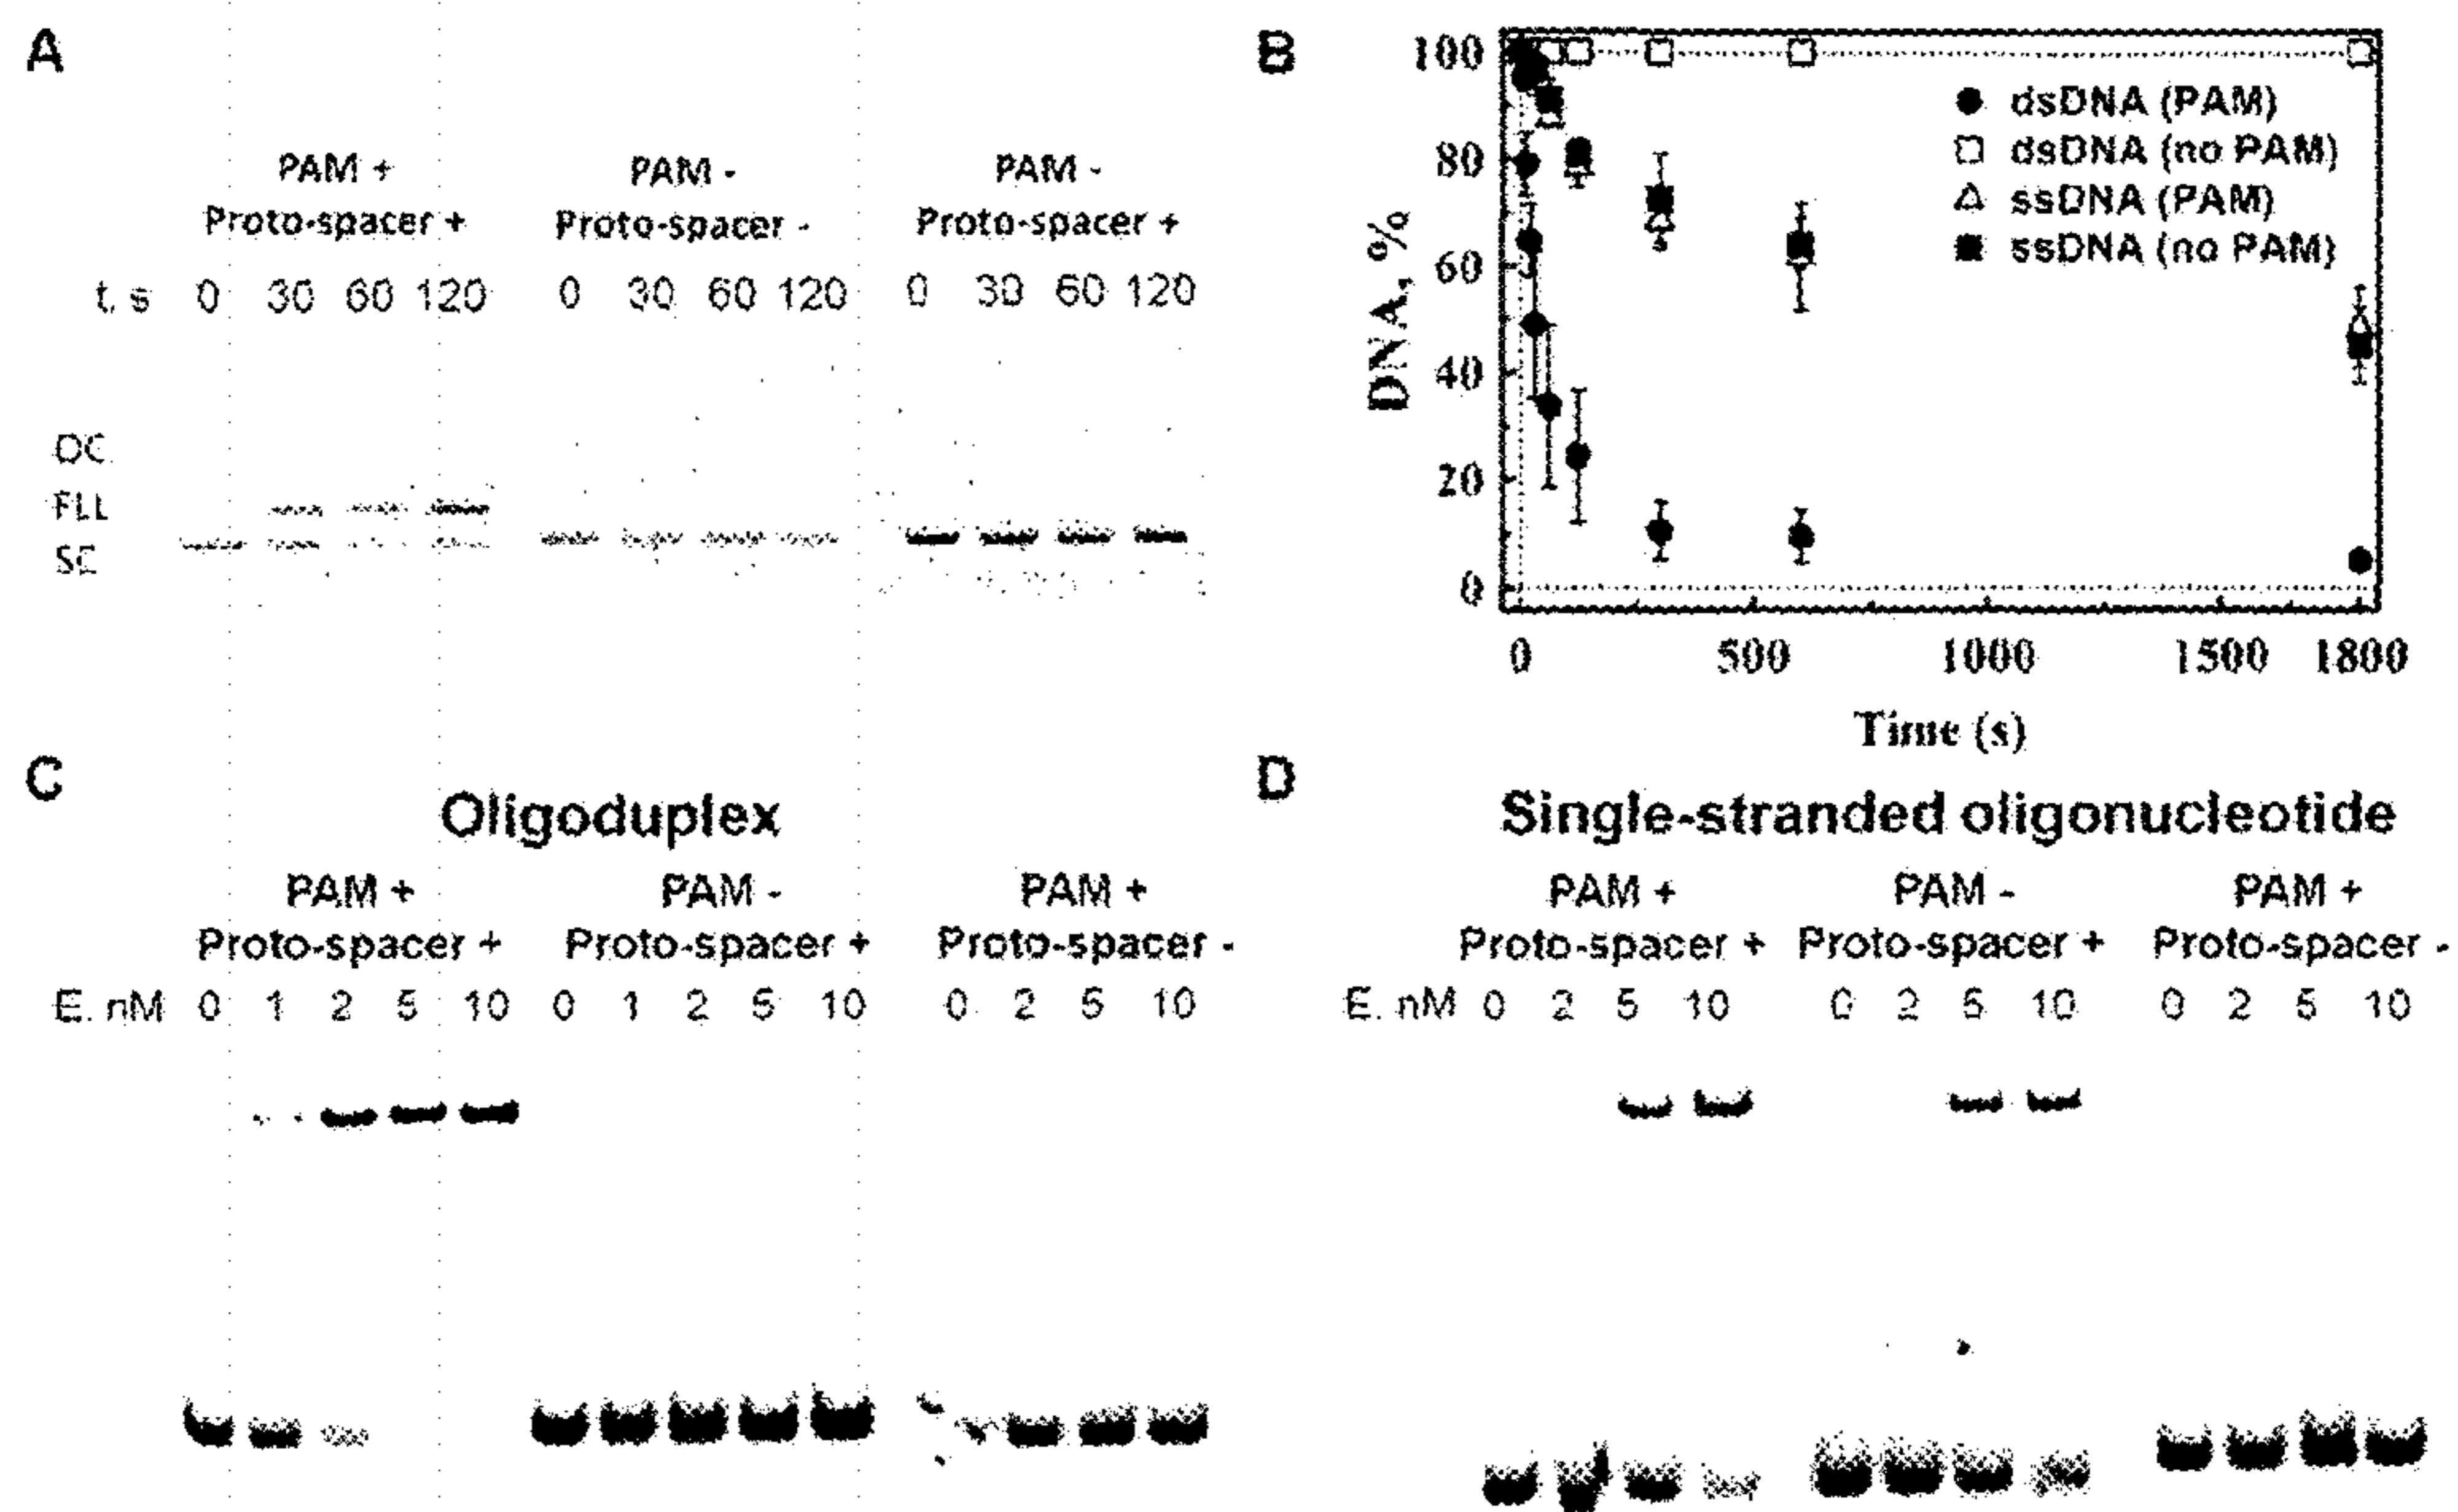 A
PAM + PAM - PAM -
Proto-spacer + Proto-spacer - Proto-spacer +
t, s 0 30 60 120 0 30 60 120 0 30 60 120
OC
FLL
SC
B
100
80
60
40
20
0
DNA, %
● dsDNA (PAM)
□ dsDNA (no PAM)
△ ssDNA (PAM)
■ ssDNA (no PAM)
0 500 1000 1500 1800
Time (s)
C
Oligoduplex
PAM + PAM - PAM +
Proto-spacer + Proto-spacer + Proto-spacer -
E. nM 0 1 2 5 10 0 1 2 5 10 0 2 5 10
D
Single-stranded oligonucleotide
PAM + PAM - PAM +
Proto-spacer + Proto-spacer + Proto-spacer -
E. nM 0 2 5 10 0 2 5 10 0 2 5 10